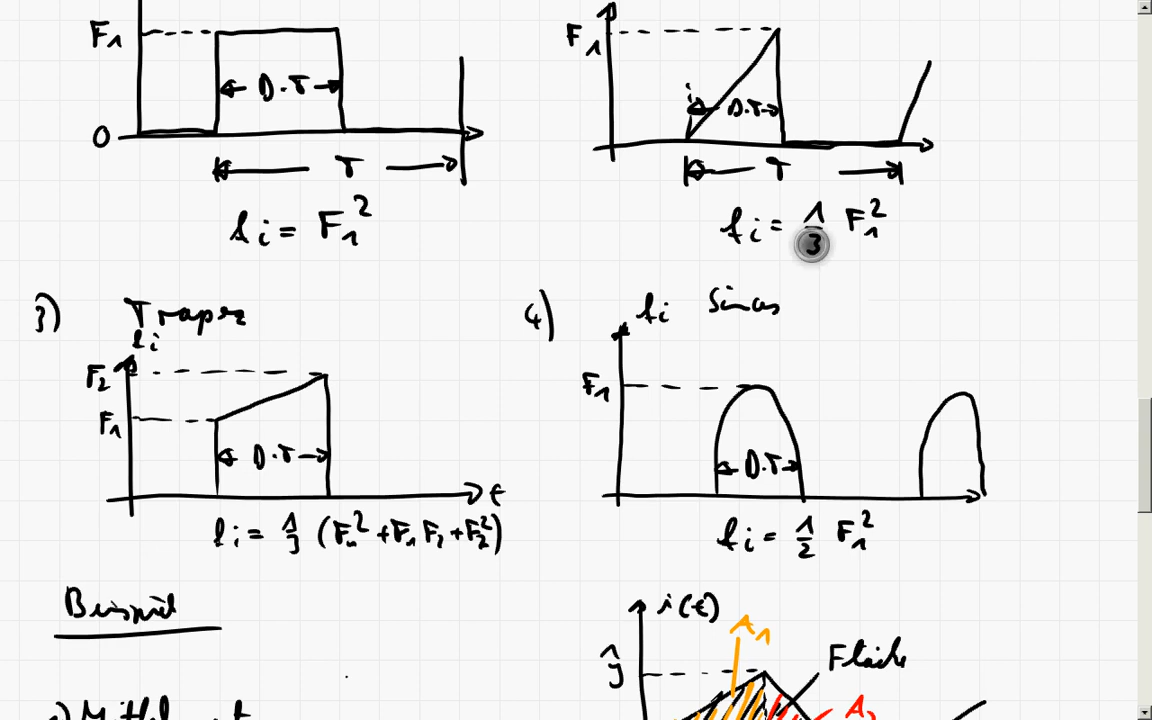 F₁
D·T
0
T
fi = F₁²
F₁
i
D·T
T
fi = 1/3 F₁²
3) Trapez
fi
F₂
F₁
D·T
t
fi = 1/3 (F₁² + F₁ F₂ + F₂²)
4) fi Sinus
F₁
D·T
fi = 1/2 F₁²
Beispiel
i(t)
A₁
Fläche